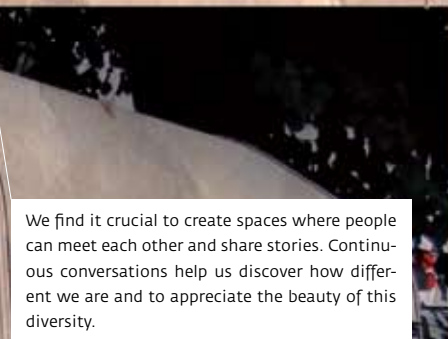 We find it crucial to create spaces where people
can meet each other and share stories. Continu-
ous conversations help us discover how differ-
ent we are and to appreciate the beauty of this
diversity.